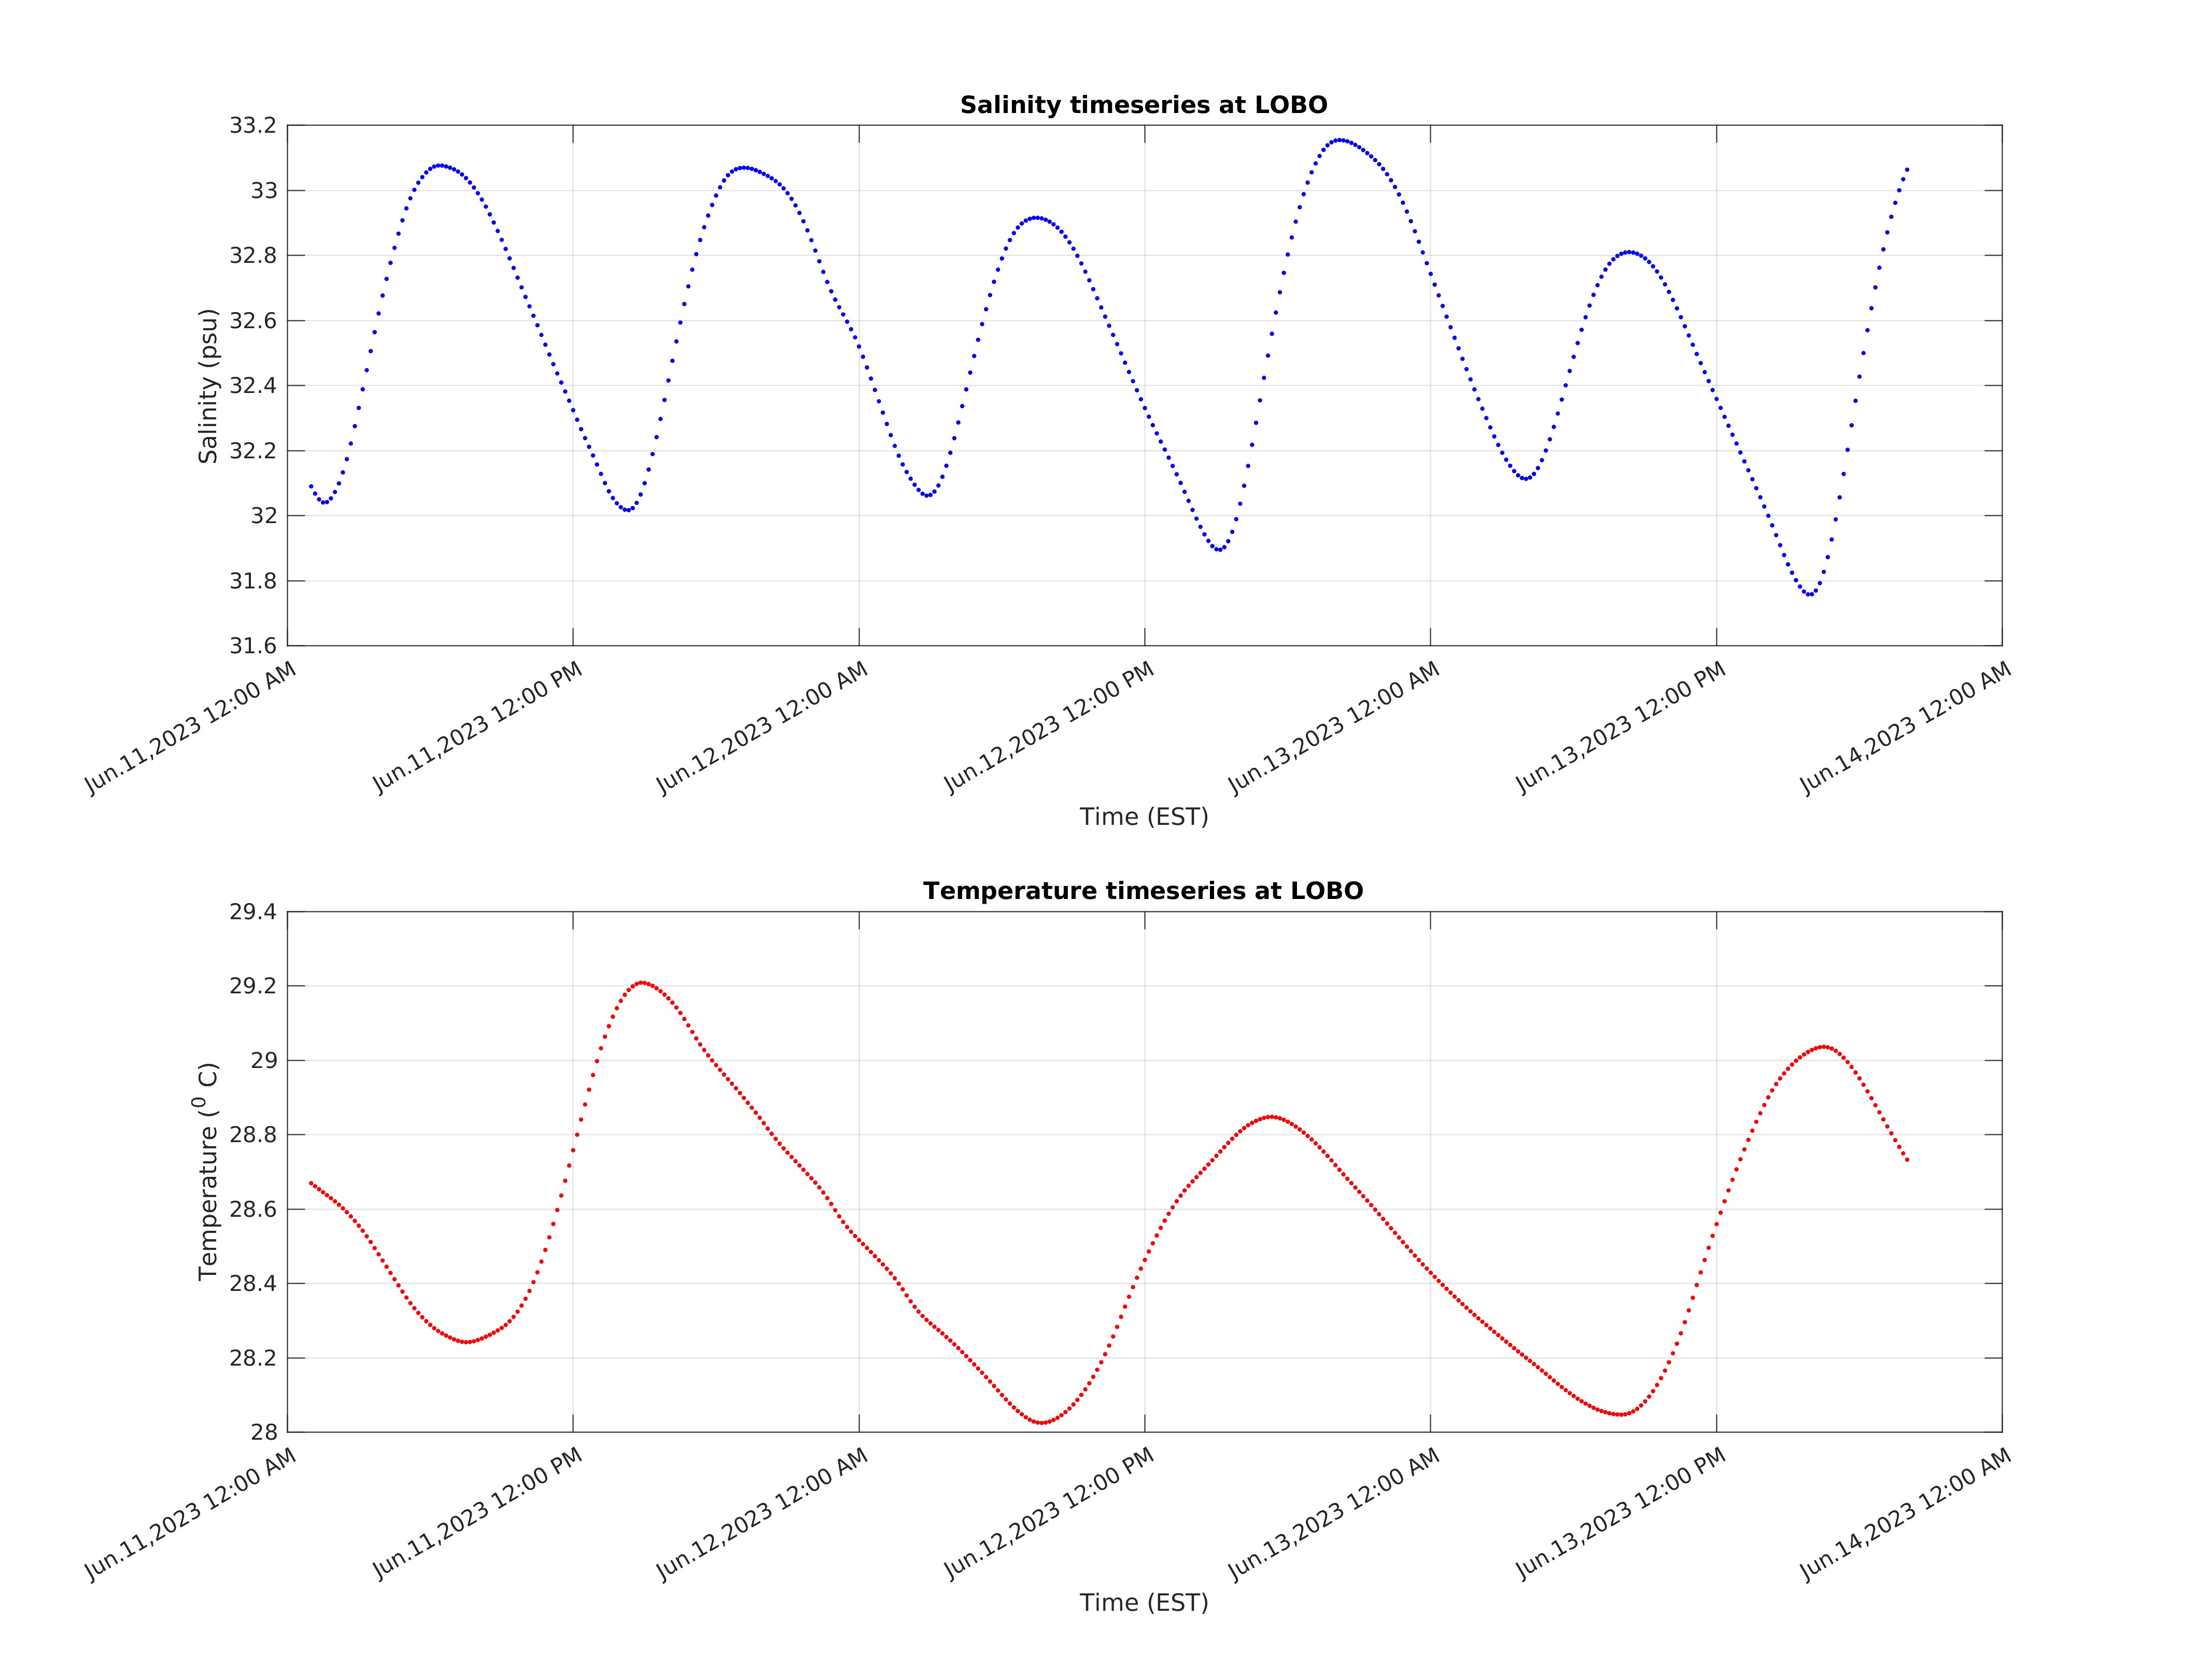 Salinity timeseries at LOBO
Salinity (psu)
33.2
33
32.8
32.6
32.4
32.2
32
31.8
31.6
Jun.11,2023 12:00 AM
Jun.11,2023 12:00 PM
Jun.12,2023 12:00 AM
Jun.12,2023 12:00 PM
Jun.13,2023 12:00 AM
Jun.13,2023 12:00 PM
Jun.14,2023 12:00 AM
Time (EST)
Temperature timeseries at LOBO
Temperature (⁰ C)
29.4
29.2
29
28.8
28.6
28.4
28.2
28
Jun.11,2023 12:00 AM
Jun.11,2023 12:00 PM
Jun.12,2023 12:00 AM
Jun.12,2023 12:00 PM
Jun.13,2023 12:00 AM
Jun.13,2023 12:00 PM
Jun.14,2023 12:00 AM
Time (EST)